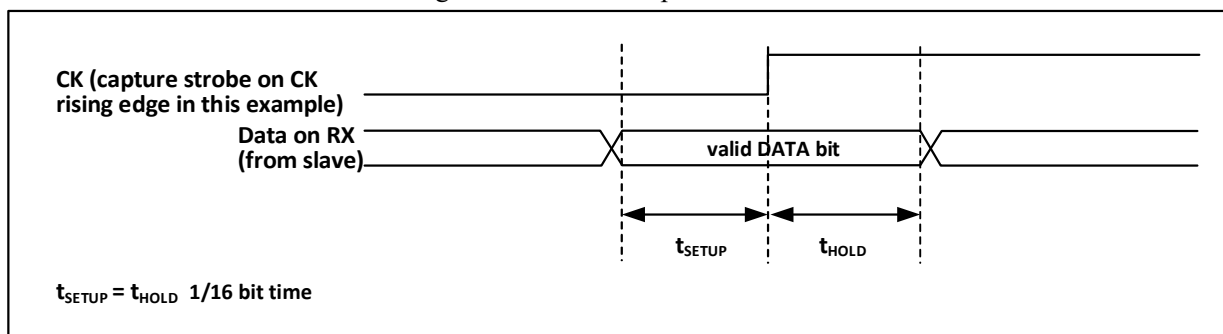 CK (capture strobe on CK
rising edge in this example)
Data on RX
(from slave)
valid DATA bit
tSETUP
tHOLD
tSETUP = tHOLD 1/16 bit time